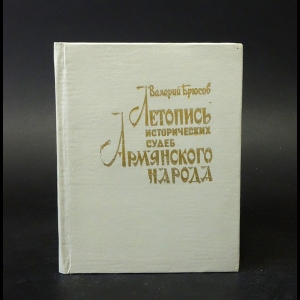 Валерий Брюсов
Летопись
исторических
судеб
Армянского
народа